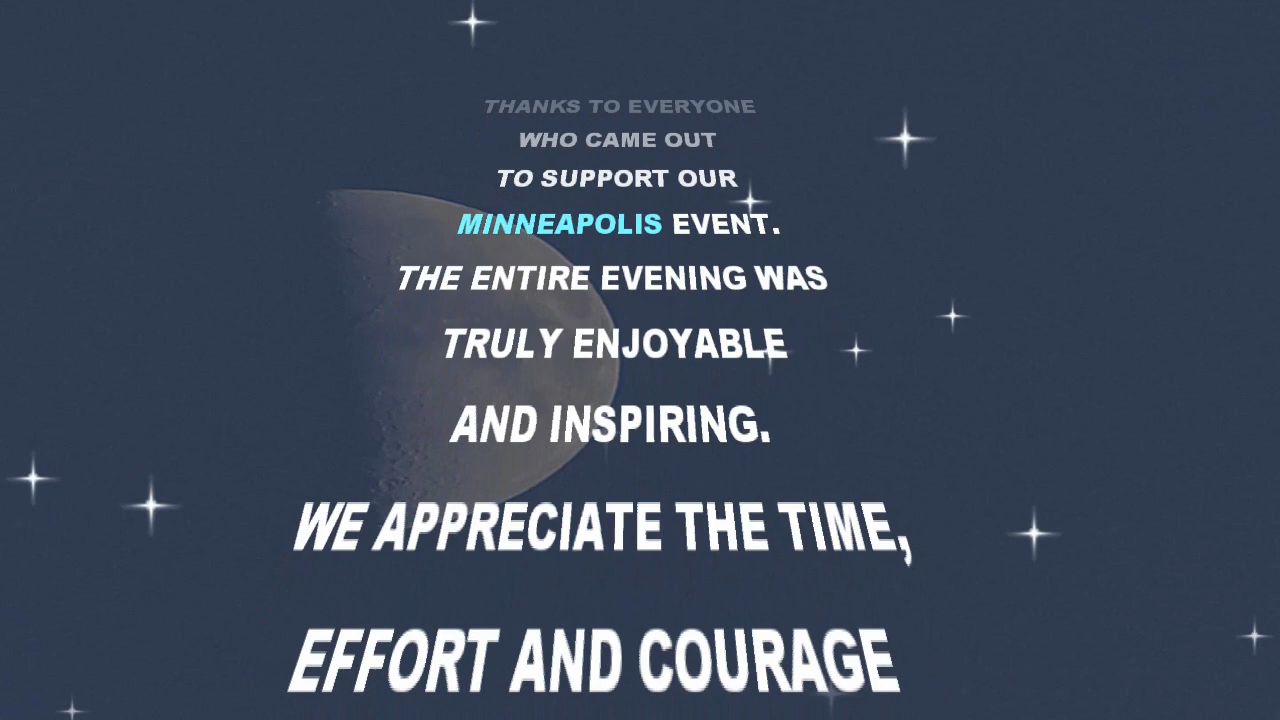 THANKS TO EVERYONE
WHO CAME OUT
TO SUPPORT OUR
MINNEAPOLIS EVENT.
THE ENTIRE EVENING WAS
TRULY ENJOYABLE
AND INSPIRING.
WE APPRECIATE THE TIME,
EFFORT AND COURAGE